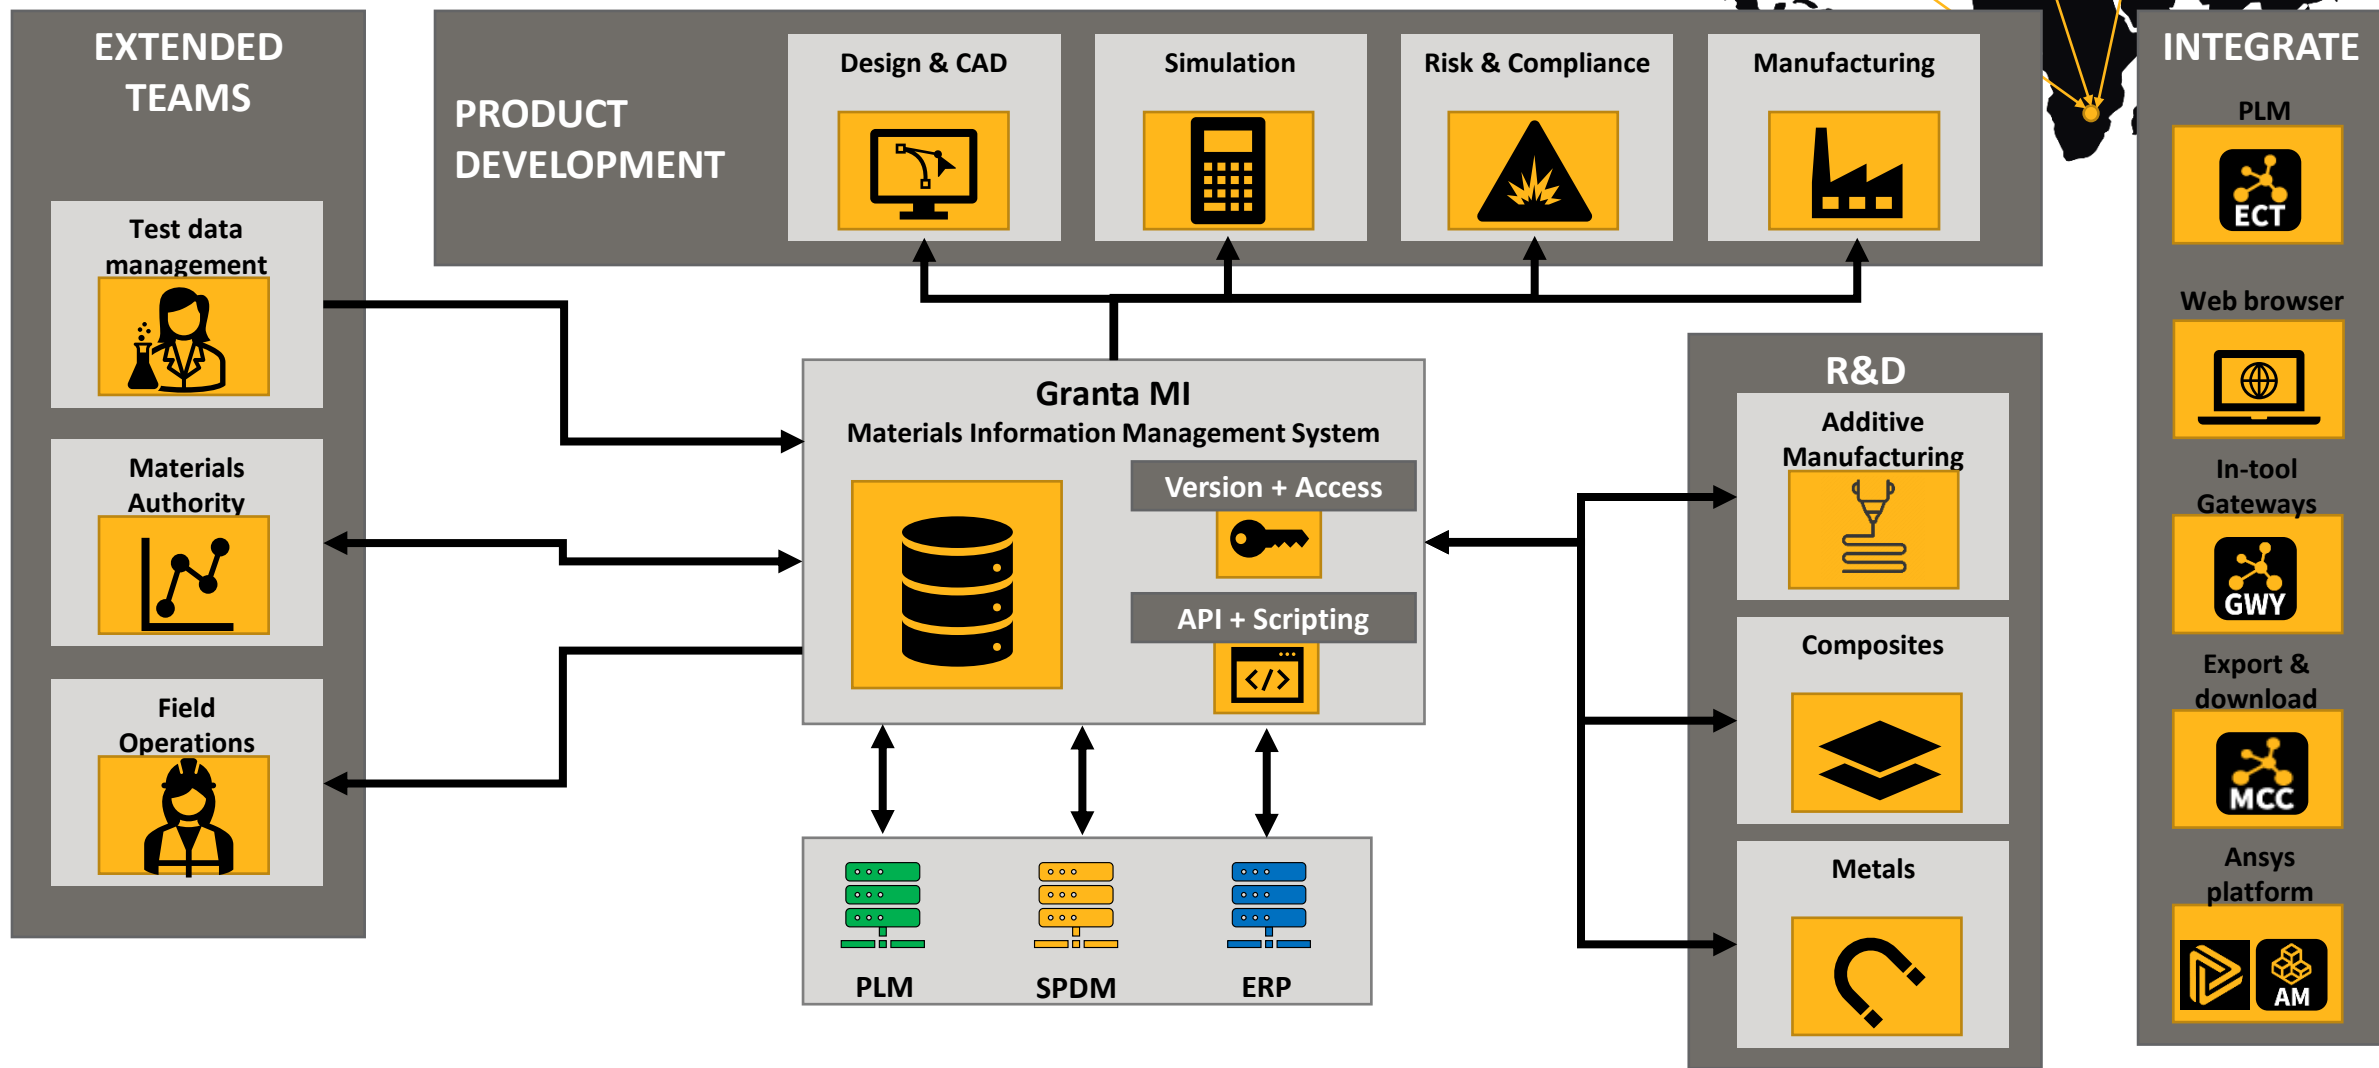 EXTENDED
TEAMS
Test data
management
Materials
Authority
Field
Operations
PRODUCT
DEVELOPMENT
Design & CAD
Simulation
Risk & Compliance
Manufacturing
Granta MI
Materials Information Management System
Version + Access
API + Scripting
</>
PLM
SPDM
ERP
R&D
Additive
Manufacturing
Composites
Metals
INTEGRATE
PLM
ECT
Web browser
In-tool
Gateways
GWY
Export &
download
MCC
Ansys
platform
AM